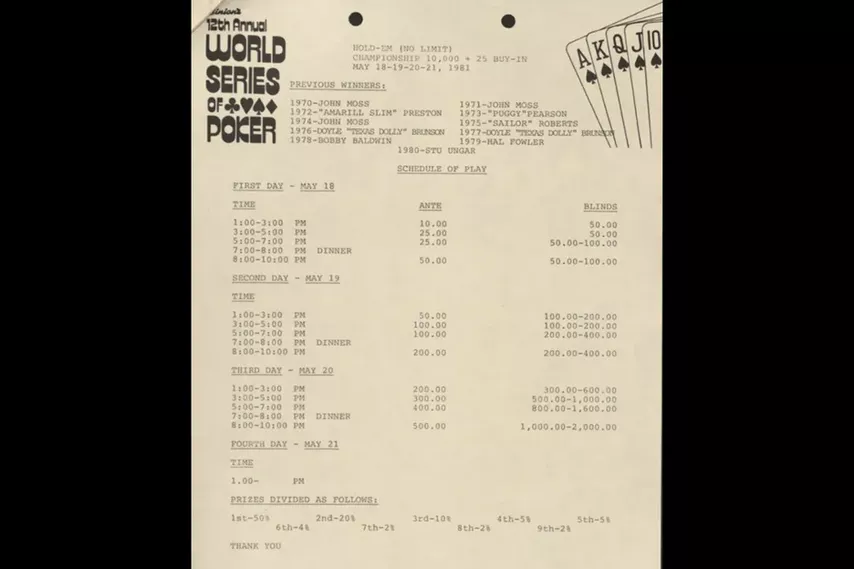 Binion's
12th Annual
WORLD
SERIES
OF
POKER
HOLD-EM (NO LIMIT)
CHAMPIONSHIP 10,000 + 25 BUY-IN
MAY 18-19-20-21, 1981
A K Q J 10
PREVIOUS WINNERS:
1970-JOHN MOSS 1971-JOHN MOSS
1972-"AMARILL SLIM" PRESTON 1973-"PUGGY"PEARSON
1974-JOHN MOSS 1975-"SAILOR" ROBERTS
1976-DOYLE "TEXAS DOLLY" BRUNSON 1977-DOYLE "TEXAS DOLLY" BRUNSON
1978-BOBBY BALDWIN 1979-HAL FOWLER
1980-STU UNGAR
SCHEDULE OF PLAY
FIRST DAY - MAY 18
TIME ANTE BLINDS
1:00-3:00 PM 10.00 50.00
3:00-5:00 PM 25.00 50.00
5:00-7:00 PM 25.00 50.00-100.00
7:00-8:00 PM DINNER
8:00-10:00 PM 50.00 50.00-100.00
SECOND DAY - MAY 19
TIME
1:00-3:00 PM 50.00 100.00-200.00
3:00-5:00 PM 100.00 100.00-200.00
5:00-7:00 PM 100.00 200.00-400.00
7:00-8:00 PM DINNER
8:00-10:00 PM 200.00 200.00-400.00
THIRD DAY - MAY 20
1:00-3:00 PM 200.00 300.00-600.00
3:00-5:00 PM 300.00 500.00-1,000.00
5:00-7:00 PM 400.00 800.00-1,600.00
7:00-8:00 PM DINNER
8:00-10:00 PM 500.00 1,000.00-2,000.00
FOURTH DAY - MAY 21
TIME
1.00- PM
PRIZES DIVIDED AS FOLLOWS:
1st-50% 2nd-20% 3rd-10% 4th-5% 5th-5%
6th-4% 7th-2% 8th-2% 9th-2%
THANK YOU